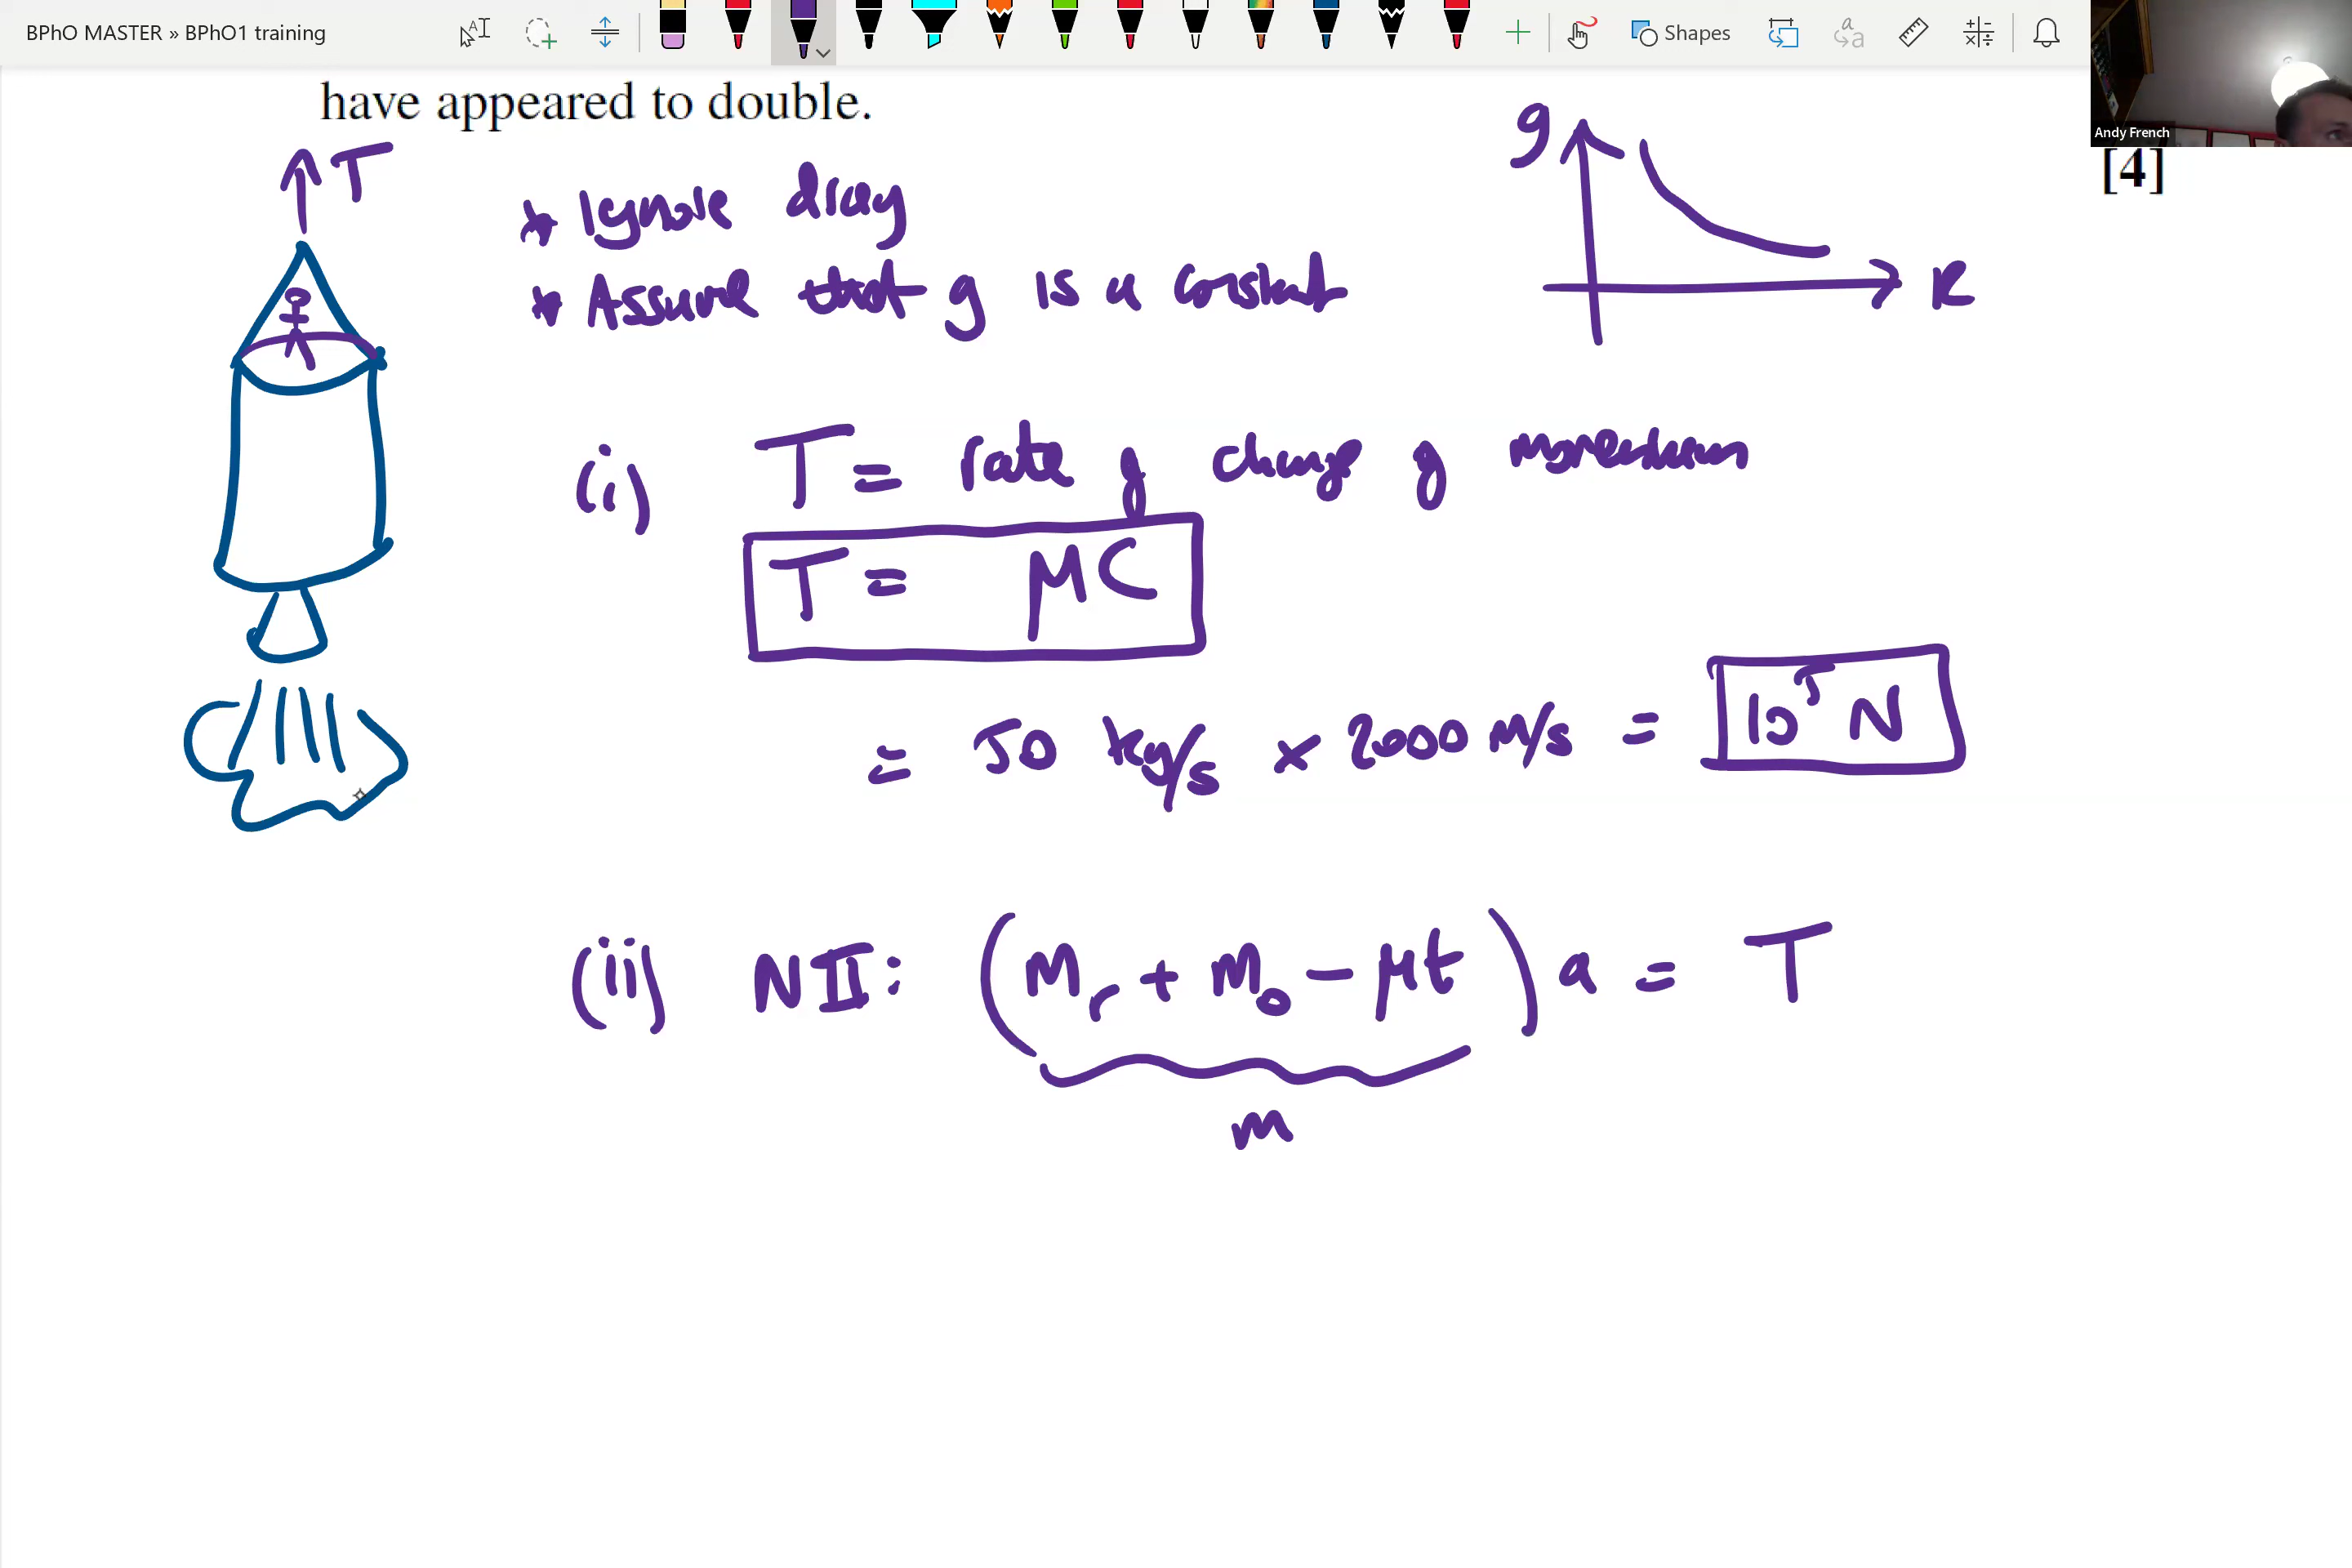 BPhO MASTER » BPhO1 training
Shapes
Andy French
have appeared to double.
[4]
T
* Ignore drag
* Assume that g is a constant
g
R
(i) T = rate of change of momentum
T = μC
= 50 kg/s × 2000 m/s = 10⁵ N
(ii) NII: (Mr + M₀ - μt) a = T
m